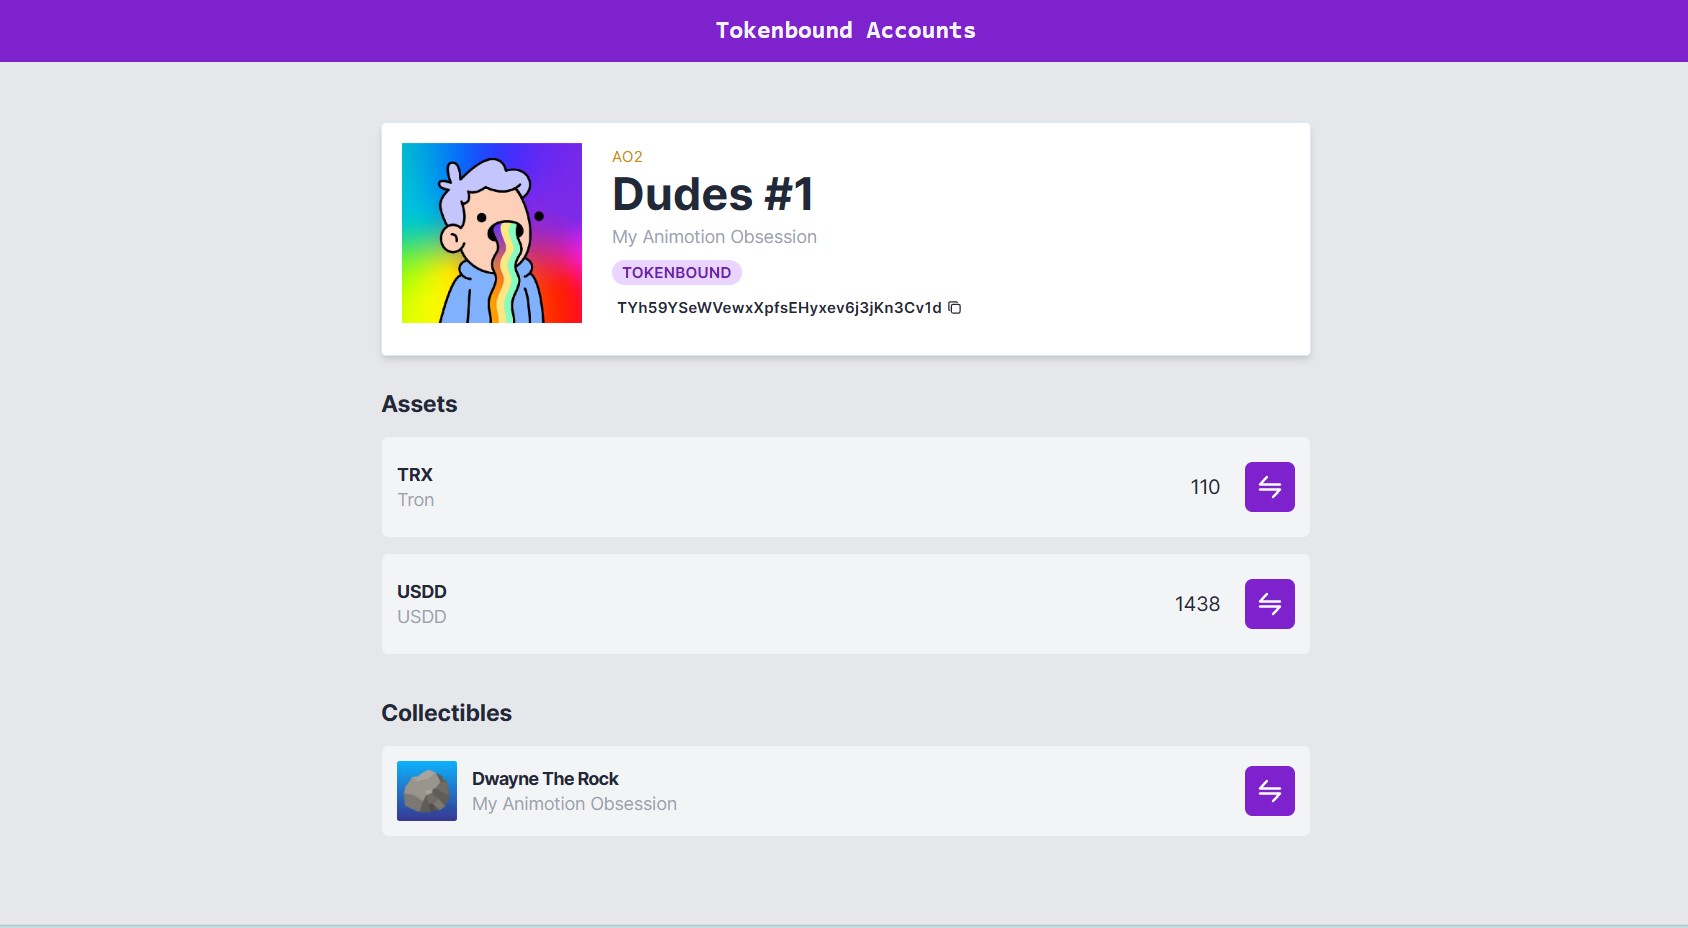 Tokenbound Accounts
AO2
Dudes #1
My Animotion Obsession
TOKENBOUND
TYh59YSeWVewxXpfsEHyxev6j3jKn3Cv1d
Assets
TRX
Tron
110
USDD
USDD
1438
Collectibles
Dwayne The Rock
My Animotion Obsession